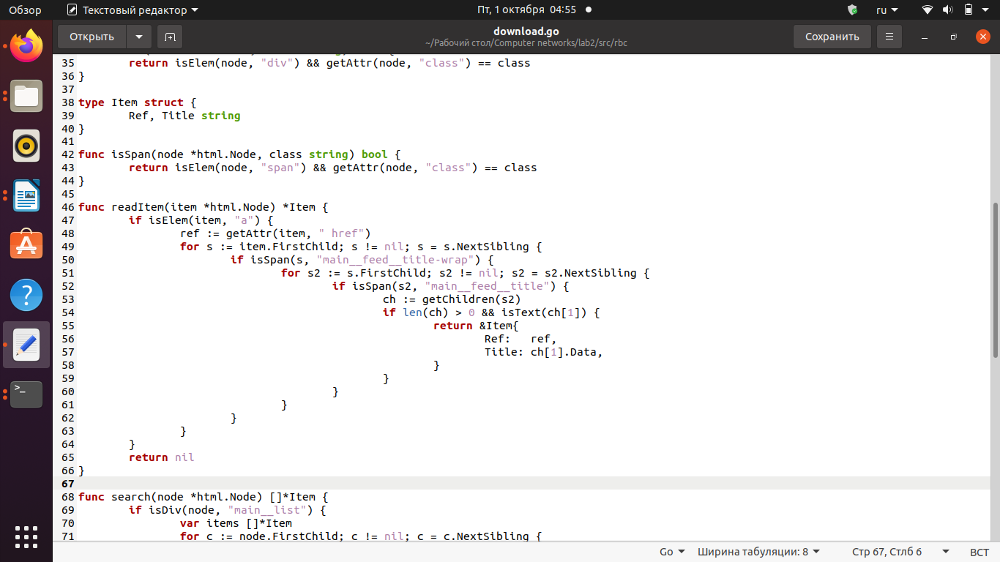 Обзор Текстовый редактор Пт, 1 октября 04:55 ru
Открыть download.go Сохранить
~/Рабочий стол/Computer networks/lab2/src/rbc
35 return isElem(node, "div") && getAttr(node, "class") == class
36 }
37
38 type Item struct {
39 Ref, Title string
40 }
41
42 func isSpan(node *html.Node, class string) bool {
43 return isElem(node, "span") && getAttr(node, "class") == class
44 }
45
46 func readItem(item *html.Node) *Item {
47 if isElem(item, "a") {
48 ref := getAttr(item, " href")
49 for s := item.FirstChild; s != nil; s = s.NextSibling {
50 if isSpan(s, "main__feed__title-wrap") {
51 for s2 := s.FirstChild; s2 != nil; s2 = s2.NextSibling {
52 if isSpan(s2, "main__feed__title") {
53 ch := getChildren(s2)
54 if len(ch) > 0 && isText(ch[1]) {
55 return &Item{
56 Ref: ref,
57 Title: ch[1].Data,
58 }
59 }
60 }
61 }
62 }
63 }
64 }
65 return nil
66 }
67
68 func search(node *html.Node) []*Item {
69 if isDiv(node, "main__list") {
70 var items []*Item
71 for c := node.FirstChild; c != nil; c = c.NextSibling {
Go Ширина табуляции: 8 Стр 67, Стлб 6 ВСТ